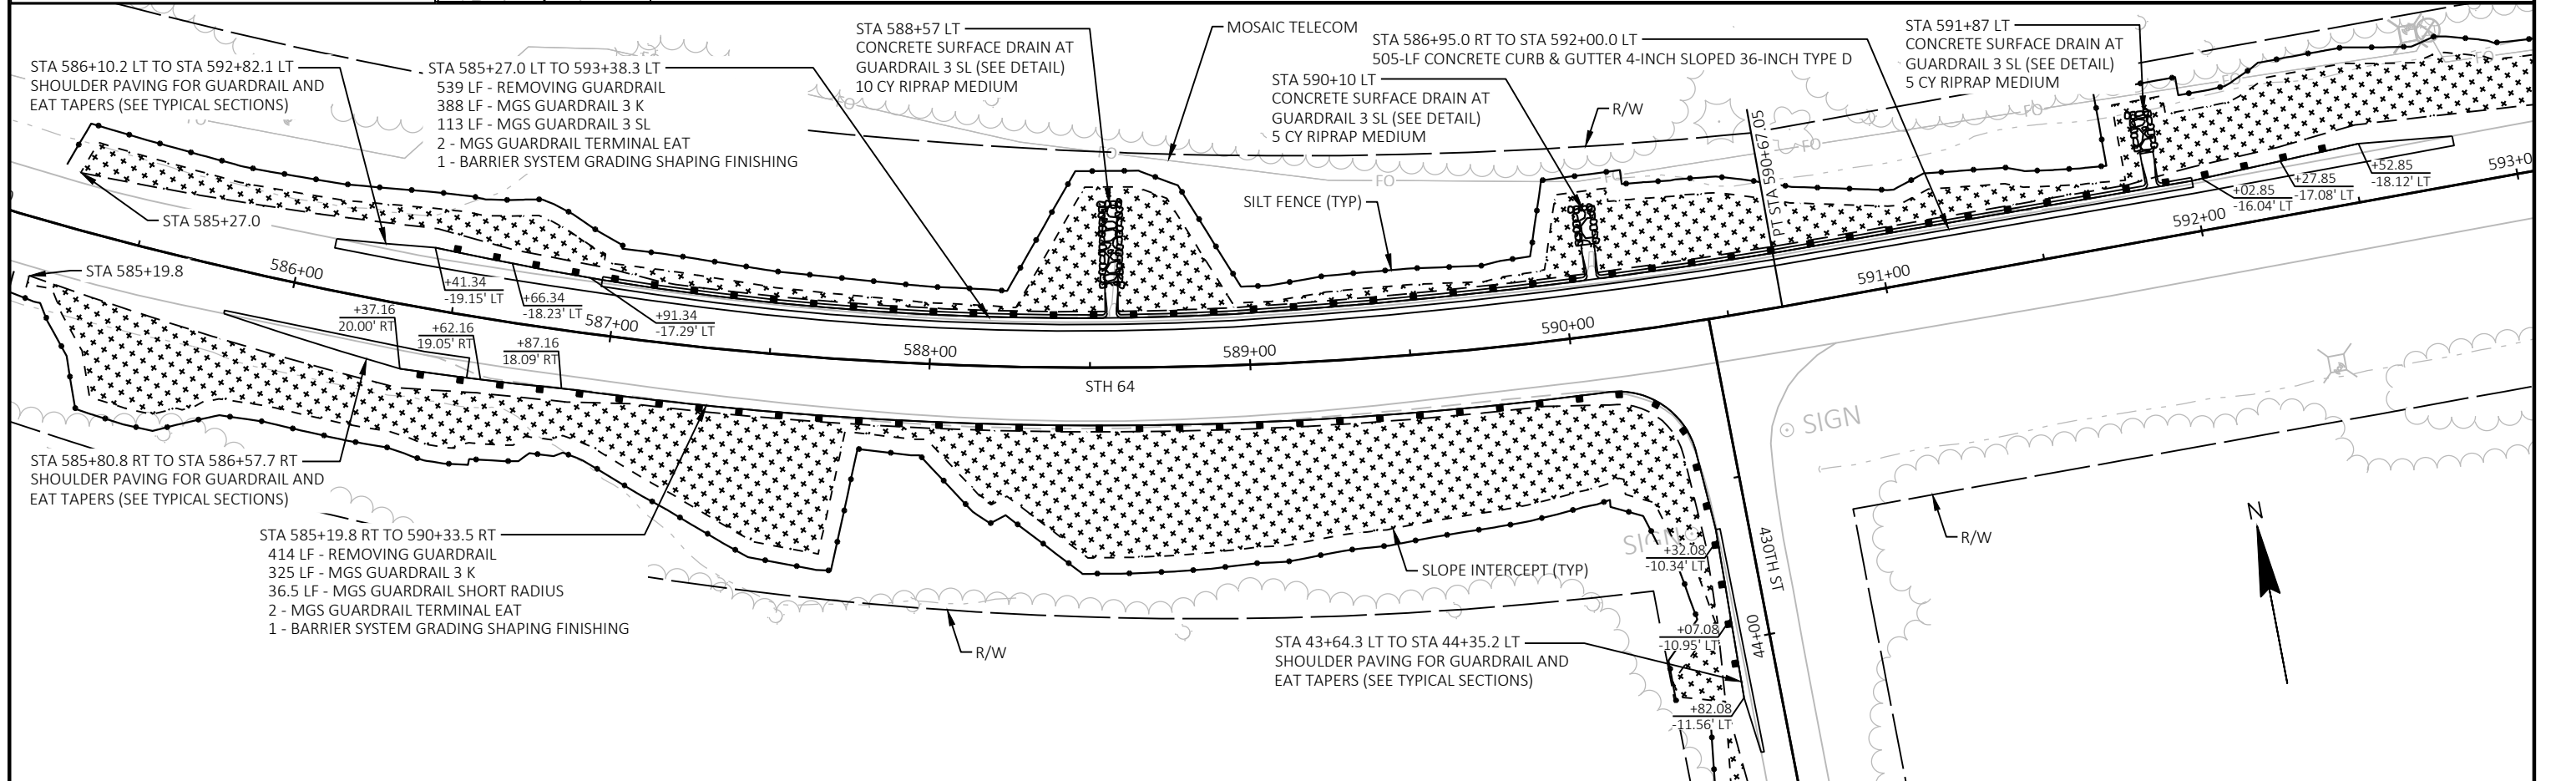 STA 586+10.2 LT TO STA 592+82.1 LT
SHOULDER PAVING FOR GUARDRAIL AND
EAT TAPERS (SEE TYPICAL SECTIONS)
STA 585+27.0 LT TO 593+38.3 LT
539 LF - REMOVING GUARDRAIL
388 LF - MGS GUARDRAIL 3 K
113 LF - MGS GUARDRAIL 3 SL
2 - MGS GUARDRAIL TERMINAL EAT
1 - BARRIER SYSTEM GRADING SHAPING FINISHING
STA 588+57 LT
CONCRETE SURFACE DRAIN AT
GUARDRAIL 3 SL (SEE DETAIL)
10 CY RIPRAP MEDIUM
MOSAIC TELECOM
STA 586+95.0 RT TO STA 592+00.0 LT
505-LF CONCRETE CURB & GUTTER 4-INCH SLOPED 36-INCH TYPE D
STA 590+10 LT
CONCRETE SURFACE DRAIN AT
GUARDRAIL 3 SL (SEE DETAIL)
5 CY RIPRAP MEDIUM
R/W
STA 591+87 LT
CONCRETE SURFACE DRAIN AT
GUARDRAIL 3 SL (SEE DETAIL)
5 CY RIPRAP MEDIUM
PT STA 590+67.05
FO
FO
FO
FO
FO
FO
FO
SILT FENCE (TYP)
STA 585+27.0
STA 585+19.8
586+00
587+00
588+00
589+00
590+00
591+00
592+00
593+0
+41.34
-19.15' LT
+66.34
-18.23' LT
+91.34
-17.29' LT
+37.16
20.00' RT
+62.16
19.05' RT
+87.16
18.09' RT
+02.85
-16.04' LT
+27.85
-17.08' LT
+52.85
-18.12' LT
STH 64
SIGN
STA 585+80.8 RT TO STA 586+57.7 RT
SHOULDER PAVING FOR GUARDRAIL AND
EAT TAPERS (SEE TYPICAL SECTIONS)
STA 585+19.8 RT TO 590+33.5 RT
414 LF - REMOVING GUARDRAIL
325 LF - MGS GUARDRAIL 3 K
36.5 LF - MGS GUARDRAIL SHORT RADIUS
2 - MGS GUARDRAIL TERMINAL EAT
1 - BARRIER SYSTEM GRADING SHAPING FINISHING
R/W
SLOPE INTERCEPT (TYP)
SIGN
+32.08
-10.34' LT
+07.08
-10.95' LT
+82.08
-11.56' LT
430TH ST
44+00
STA 43+64.3 LT TO STA 44+35.2 LT
SHOULDER PAVING FOR GUARDRAIL AND
EAT TAPERS (SEE TYPICAL SECTIONS)
R/W
N